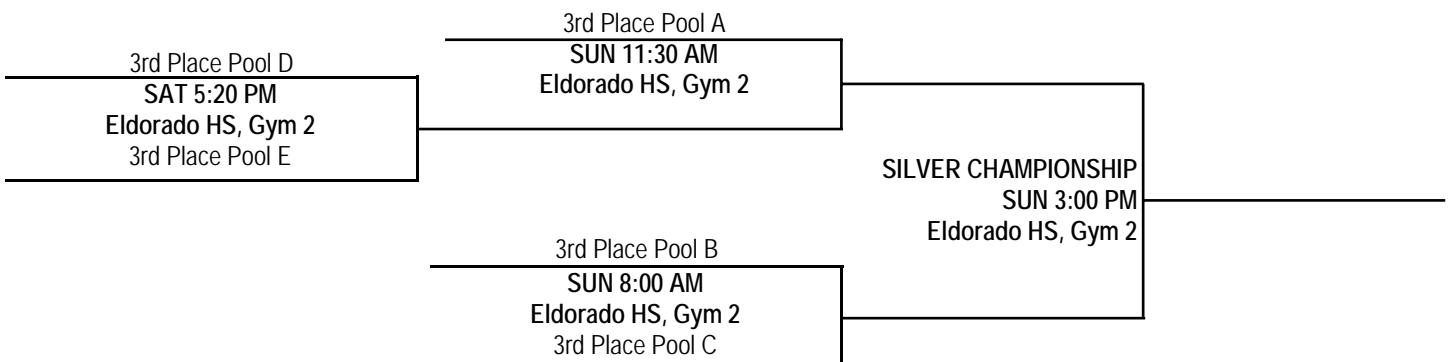 3rd Place Pool A
SUN 11:30 AM
Eldorado HS, Gym 2
3rd Place Pool D
SAT 5:20 PM
Eldorado HS, Gym 2
3rd Place Pool E
SILVER CHAMPIONSHIP
SUN 3:00 PM
Eldorado HS, Gym 2
3rd Place Pool B
SUN 8:00 AM
Eldorado HS, Gym 2
3rd Place Pool C